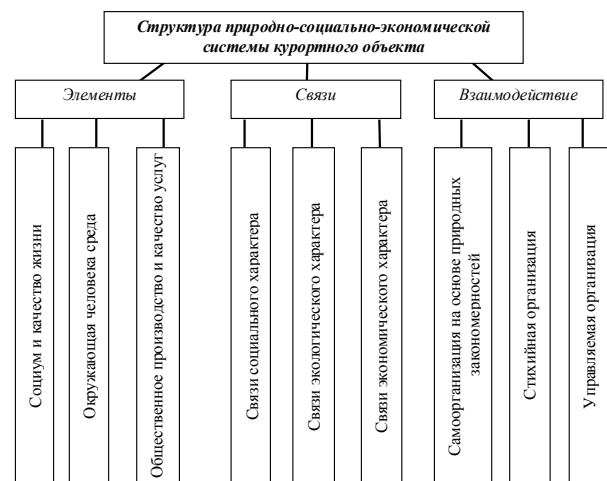 Структура природно-социально-экономической
системы курортного объекта
Элементы
Связи
Взаимодействие
Социум и качество жизни
Окружающая человека среда
Общественное производство и качество услуг
Связи социального характера
Связи экологического характера
Связи экономического характера
Самоорганизация на основе природных
закономерностей
Стихийная организация
Управляемая организация